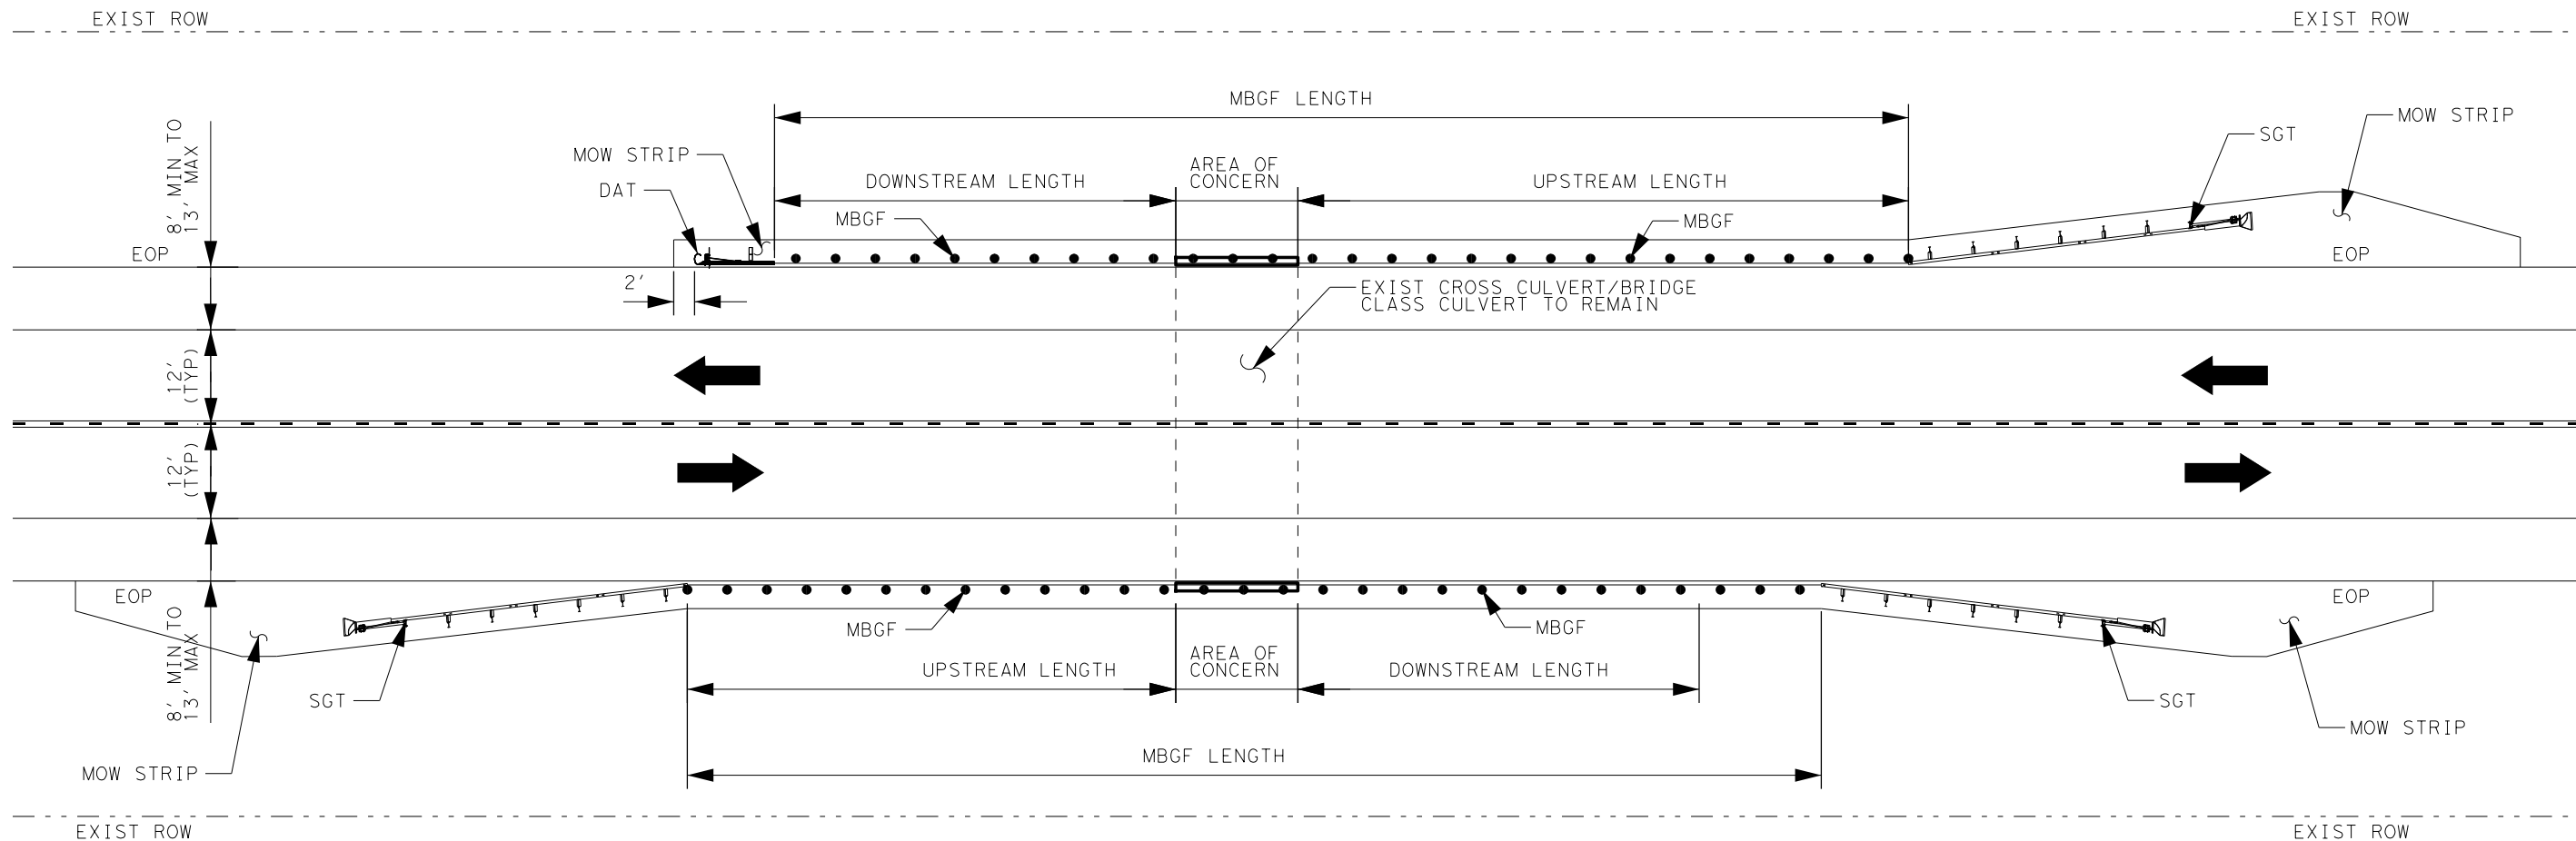 EXIST ROW
EXIST ROW
MBGF LENGTH
8' MIN TO
13' MAX
MOW STRIP
SGT
MOW STRIP
AREA OF
CONCERN
DOWNSTREAM LENGTH
UPSTREAM LENGTH
DAT
MBGF
MBGF
EOP
EOP
2'
EXIST CROSS CULVERT/BRIDGE
CLASS CULVERT TO REMAIN
12'
(TYP)
12'
(TYP)
EOP
EOP
8' MIN TO
13' MAX
MBGF
MBGF
AREA OF
CONCERN
UPSTREAM LENGTH
DOWNSTREAM LENGTH
SGT
SGT
MOW STRIP
MBGF LENGTH
MOW STRIP
EXIST ROW
EXIST ROW